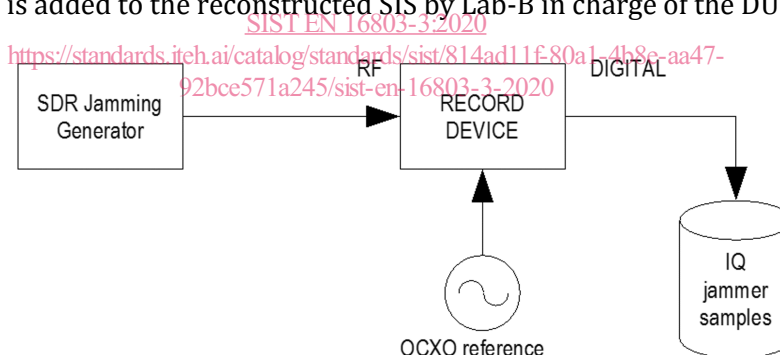 is added to the reconstructed SIS by Lab-B in charge of the DU
SIST EN 16803-3:2020
https://standards.iteh.ai/catalog/standards/sist/814ad11f-80a1-4b8e-aa47-
92bce571a245/sist-en-16803-3-2020
RF
DIGITAL
SDR Jamming
Generator
RECORD
DEVICE
IQ
jammer
samples
OCXO reference